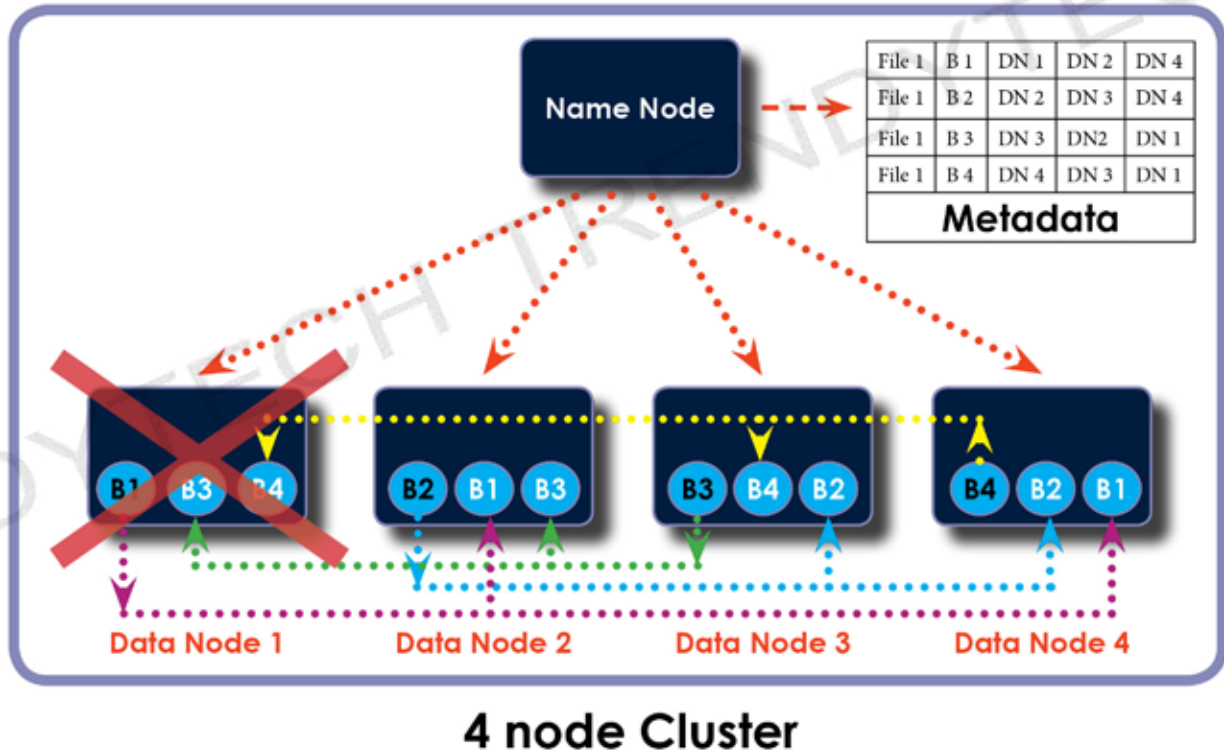 Name Node
File 1 B 1 DN 1 DN 2 DN 4
File 1 B 2 DN 2 DN 3 DN 4
File 1 B 3 DN 3 DN2 DN 1
File 1 B 4 DN 4 DN 3 DN 1
Metadata
TECH TRENDYTE
DYTECH
B1 B3 B4
B2 B1 B3
B3 B4 B2
B4 B2 B1
Data Node 1
Data Node 2
Data Node 3
Data Node 4
4 node Cluster